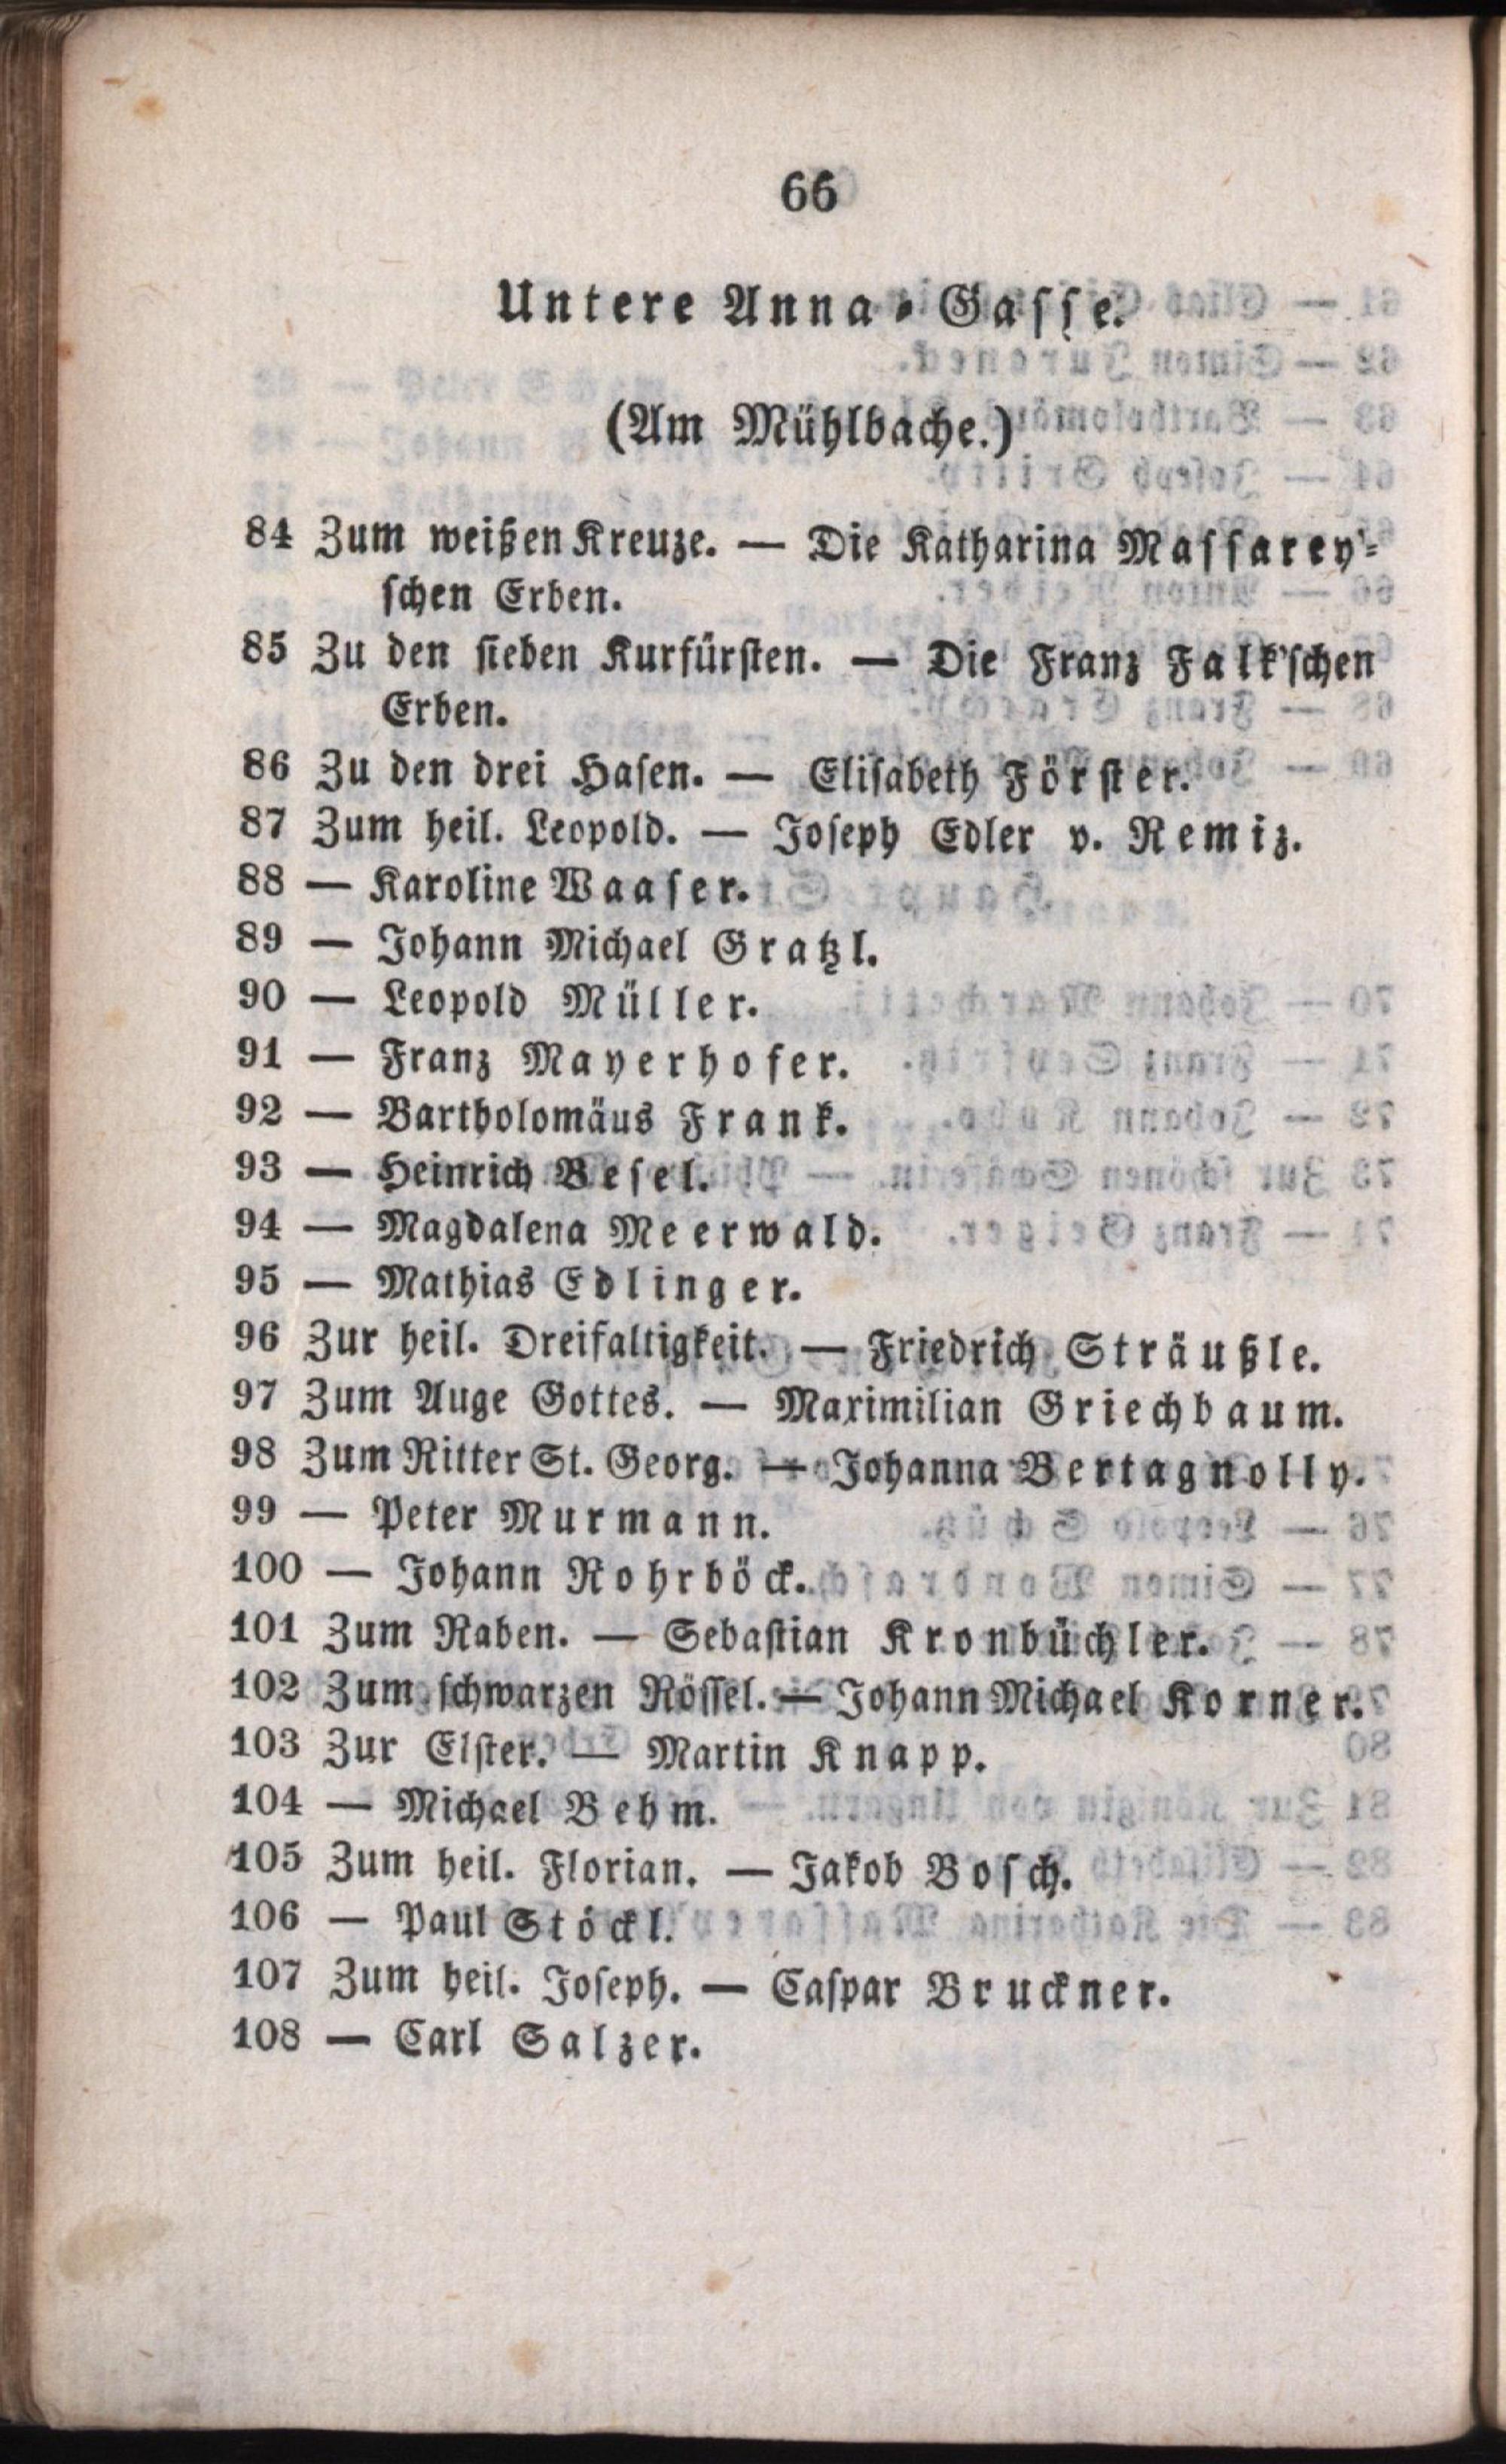 66
Untere Anna-Gasse.
(Am Mühlbache.)
84 Zum weißen Kreuze. — Die Katharina Massarey'-
schen Erben.
85 Zu den sieben Kurfürsten. — Die Franz Falk'schen
Erben.
86 Zu den drei Hasen. — Elisabeth Förster.
87 Zum heil. Leopold. — Joseph Edler v. Remiz.
88 — Karoline Waaser.
89 — Johann Michael Gratzl.
90 — Leopold Müller.
91 — Franz Mayerhofer.
92 — Bartholomäus Frank.
93 — Heinrich Besel.
94 — Magdalena Meerwald.
95 — Mathias Edlinger.
96 Zur heil. Dreifaltigkeit. — Friedrich Sträußle.
97 Zum Auge Gottes. — Maximilian Griechbaum.
98 Zum Ritter St. Georg. — Johanna Bertagnolly.
99 — Peter Murmann.
100 — Johann Rohrböck.
101 Zum Raben. — Sebastian Kronbüchler.
102 Zum schwarzen Rössel. — Johann Michael Korner.
103 Zur Elster. — Martin Knapp.
104 — Michael Behm.
105 Zum heil. Florian. — Jakob Bosch.
106 — Paul Stöckl.
107 Zum heil. Joseph. — Caspar Bruckner.
108 — Carl Salzer.